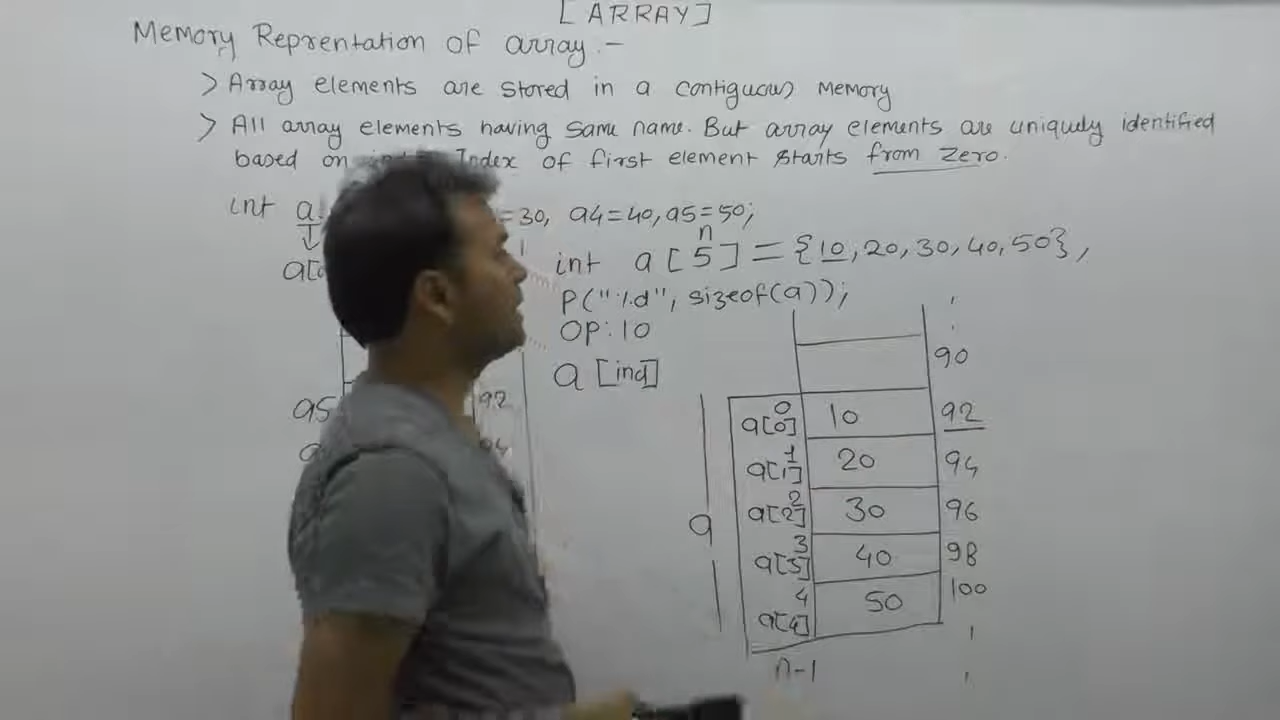 [ARRAY]
Memory Reprentation of array :-
> Array elements are stored in a contiguous Memory
> All array elements having same name. But array elements are uniquely identified
based on Index of first element starts from Zero.
int a =30, a4=40, a5=50;
n
int a[5] = {10,20,30,40,50},
P("%d", sizeof(a));
OP: 10
a [ind]
90
0
a[0] 10 92
a5 92
1
a[1] 20 94
94
2
a[2] 30 96
a
3
a[3] 40 98
4
100
a[4] 50
n-1